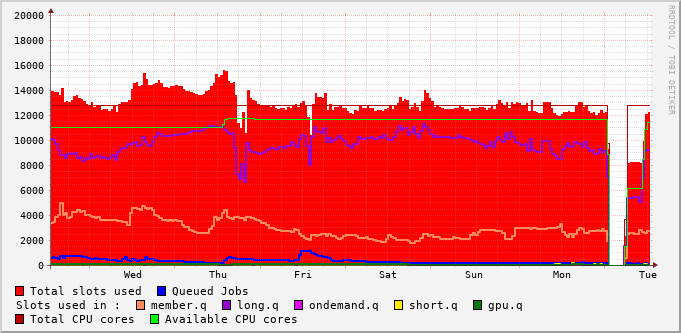 RRDTOOL / TOBI OETIKER
20000
18000
16000
14000
12000
10000
8000
6000
4000
2000
0
Wed Thu Fri Sat Sun Mon Tue
Total slots used Queued Jobs
Slots used in : member.q long.q ondemand.q short.q gpu.q
Total CPU cores Available CPU cores